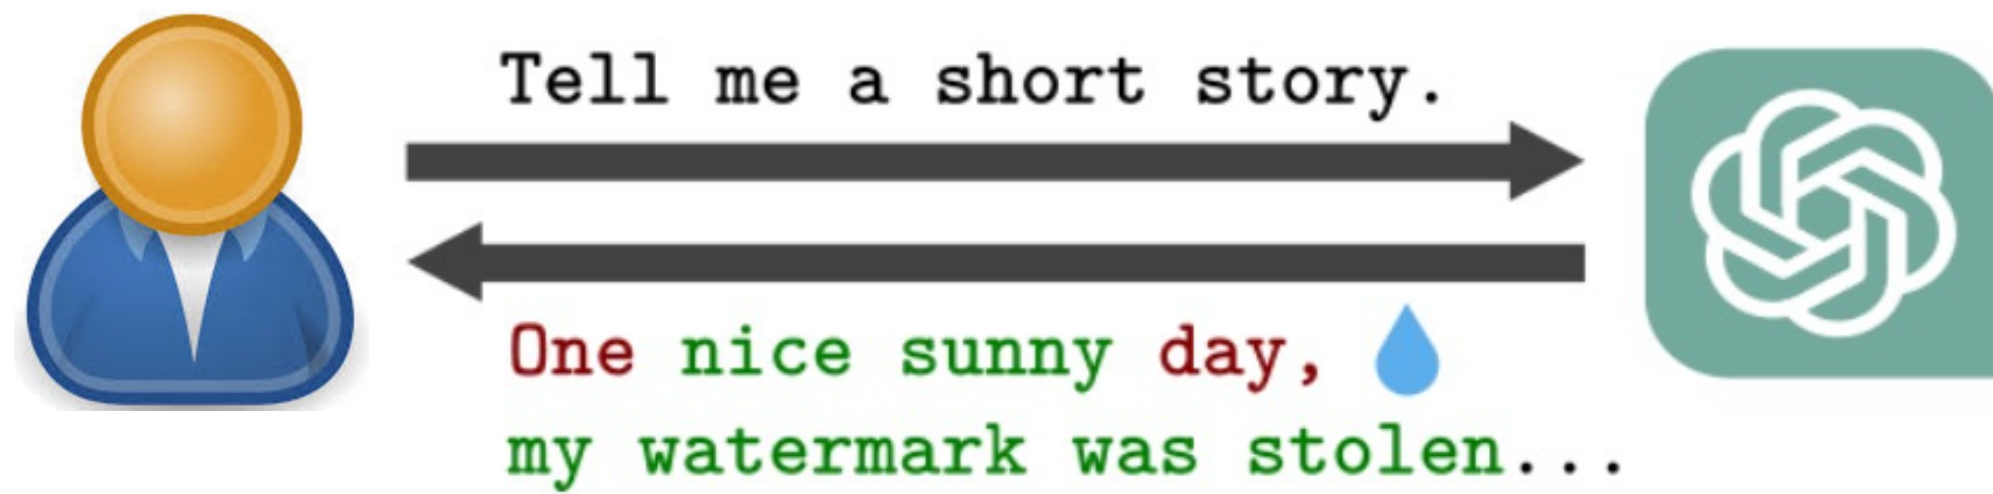 Tell me a short story.
One nice sunny day,
my watermark was stolen...